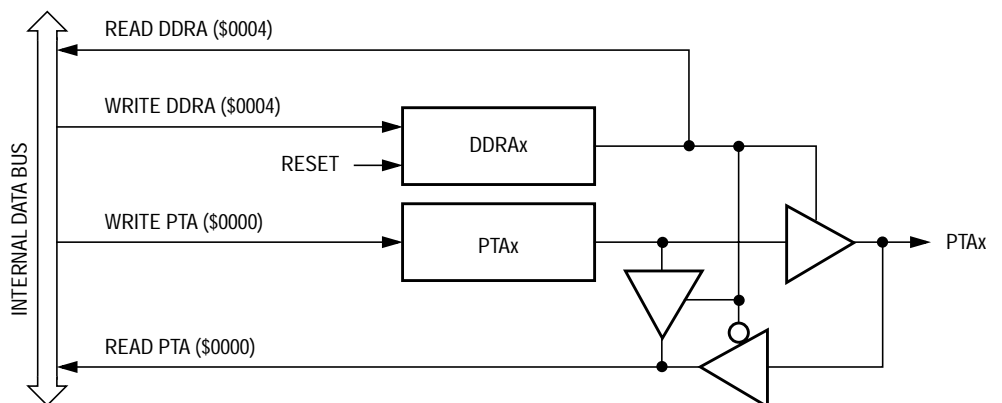 READ DDRA ($0004)
WRITE DDRA ($0004)
DDRAx
RESET
INTERNAL DATA BUS
WRITE PTA ($0000)
PTAx
PTAx
READ PTA ($0000)